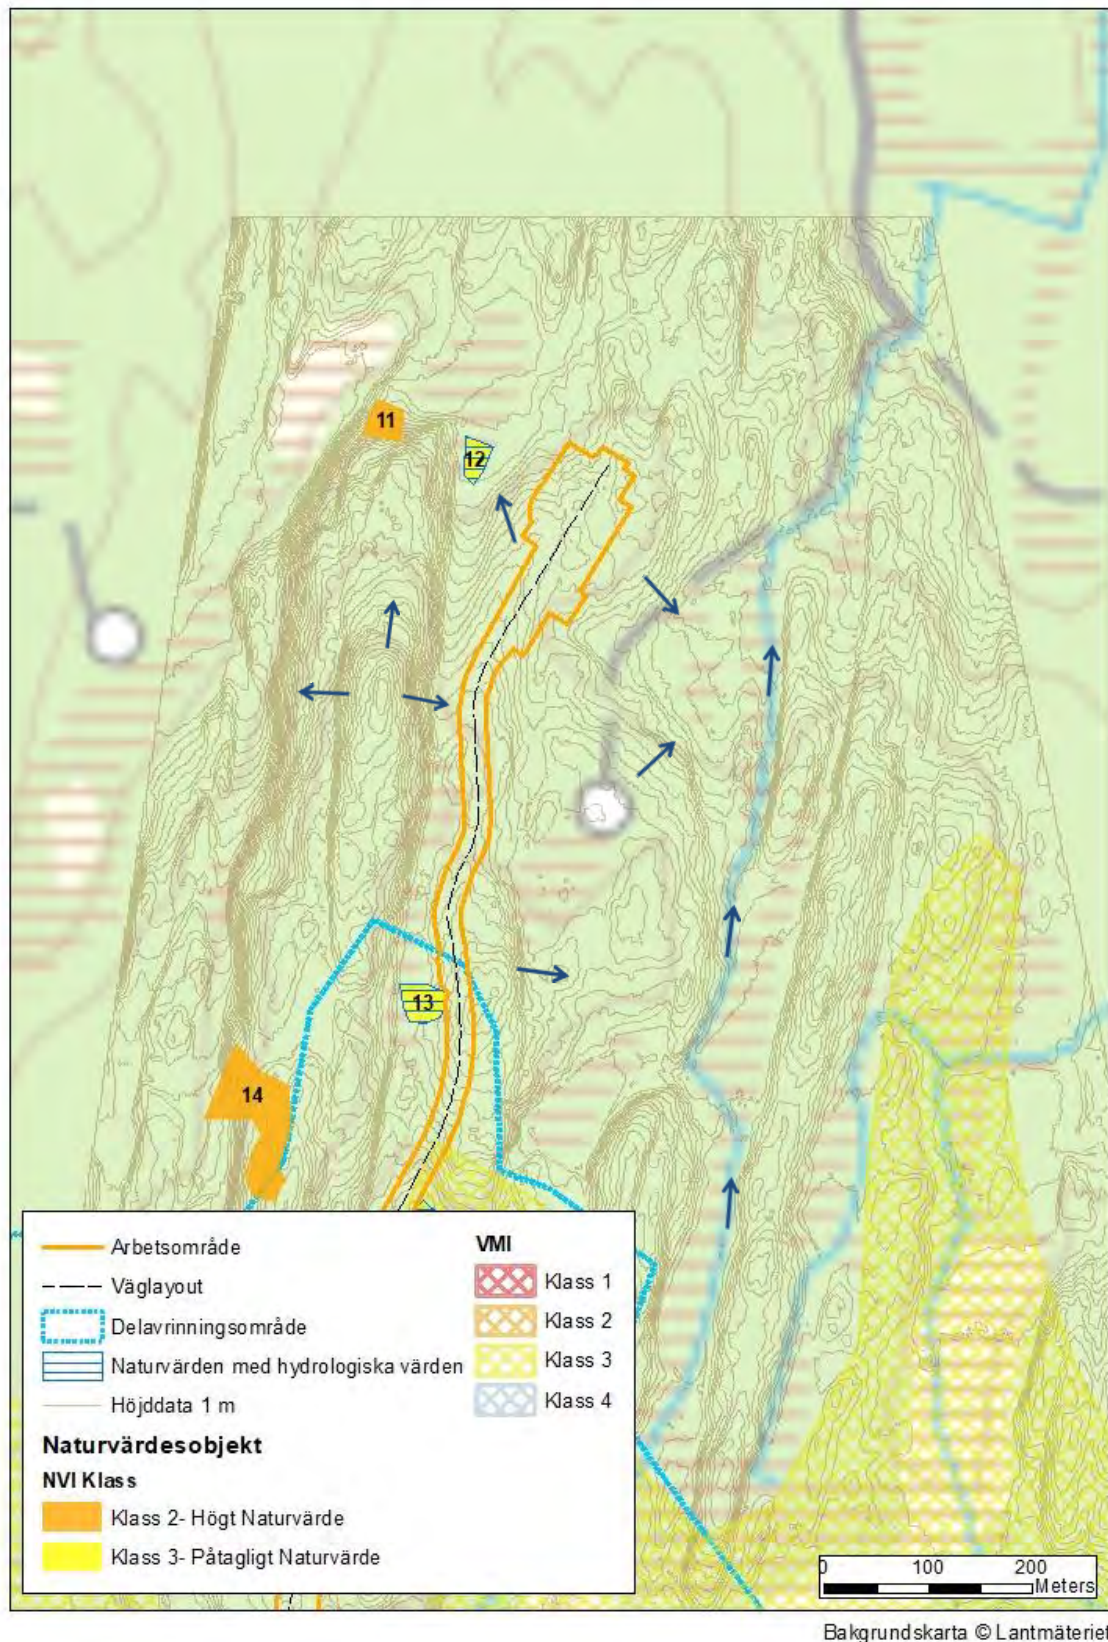 11
12
13
14
Arbetsområde
Väglayout
Delavrinningsområde
Naturvärden med hydrologiska värden
Höjddata 1 m
Naturvärdesobjekt
NVI Klass
Klass 2- Högt Naturvärde
Klass 3- Påtagligt Naturvärde
VMI
Klass 1
Klass 2
Klass 3
Klass 4
0 100 200
Meters
Bakgrundskarta © Lantmäteriet